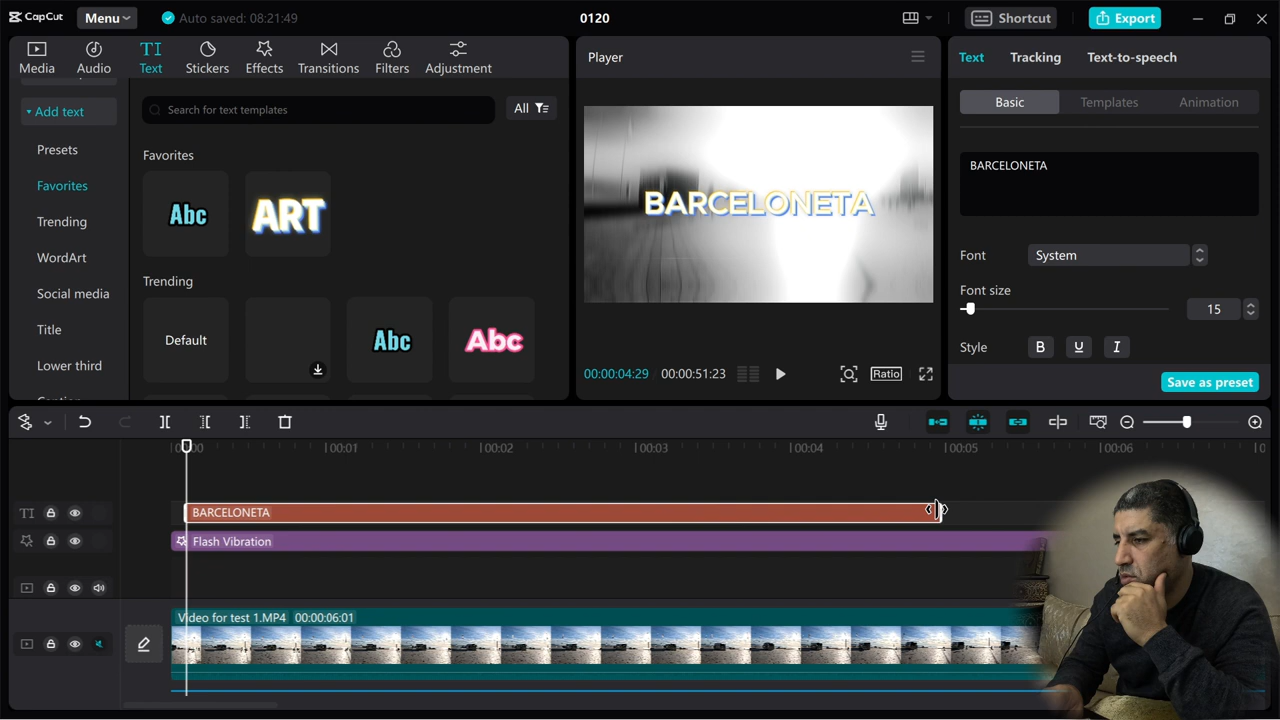 CapCut
Menu
Auto saved: 08:21:49
0120
Shortcut
Export
Media
Audio
TI
Text
Stickers
Effects
Transitions
Filters
Adjustment
Add text
Presets
Favorites
Trending
WordArt
Social media
Title
Lower third
Search for text templates
All
Favorites
Abc
ART
Trending
Default
Abc
Abc
Player
BARCELONETA
00:00:04:29
00:00:51:23
Ratio
Text
Tracking
Text-to-speech
Basic
Templates
Animation
BARCELONETA
Font
System
Font size
15
Style
B
U
I
Save as preset
00:00
00:01
00:02
00:03
00:04
00:05
00:06
TI
BARCELONETA
Flash Vibration
Video for test 1.MP4 00:00:06:01